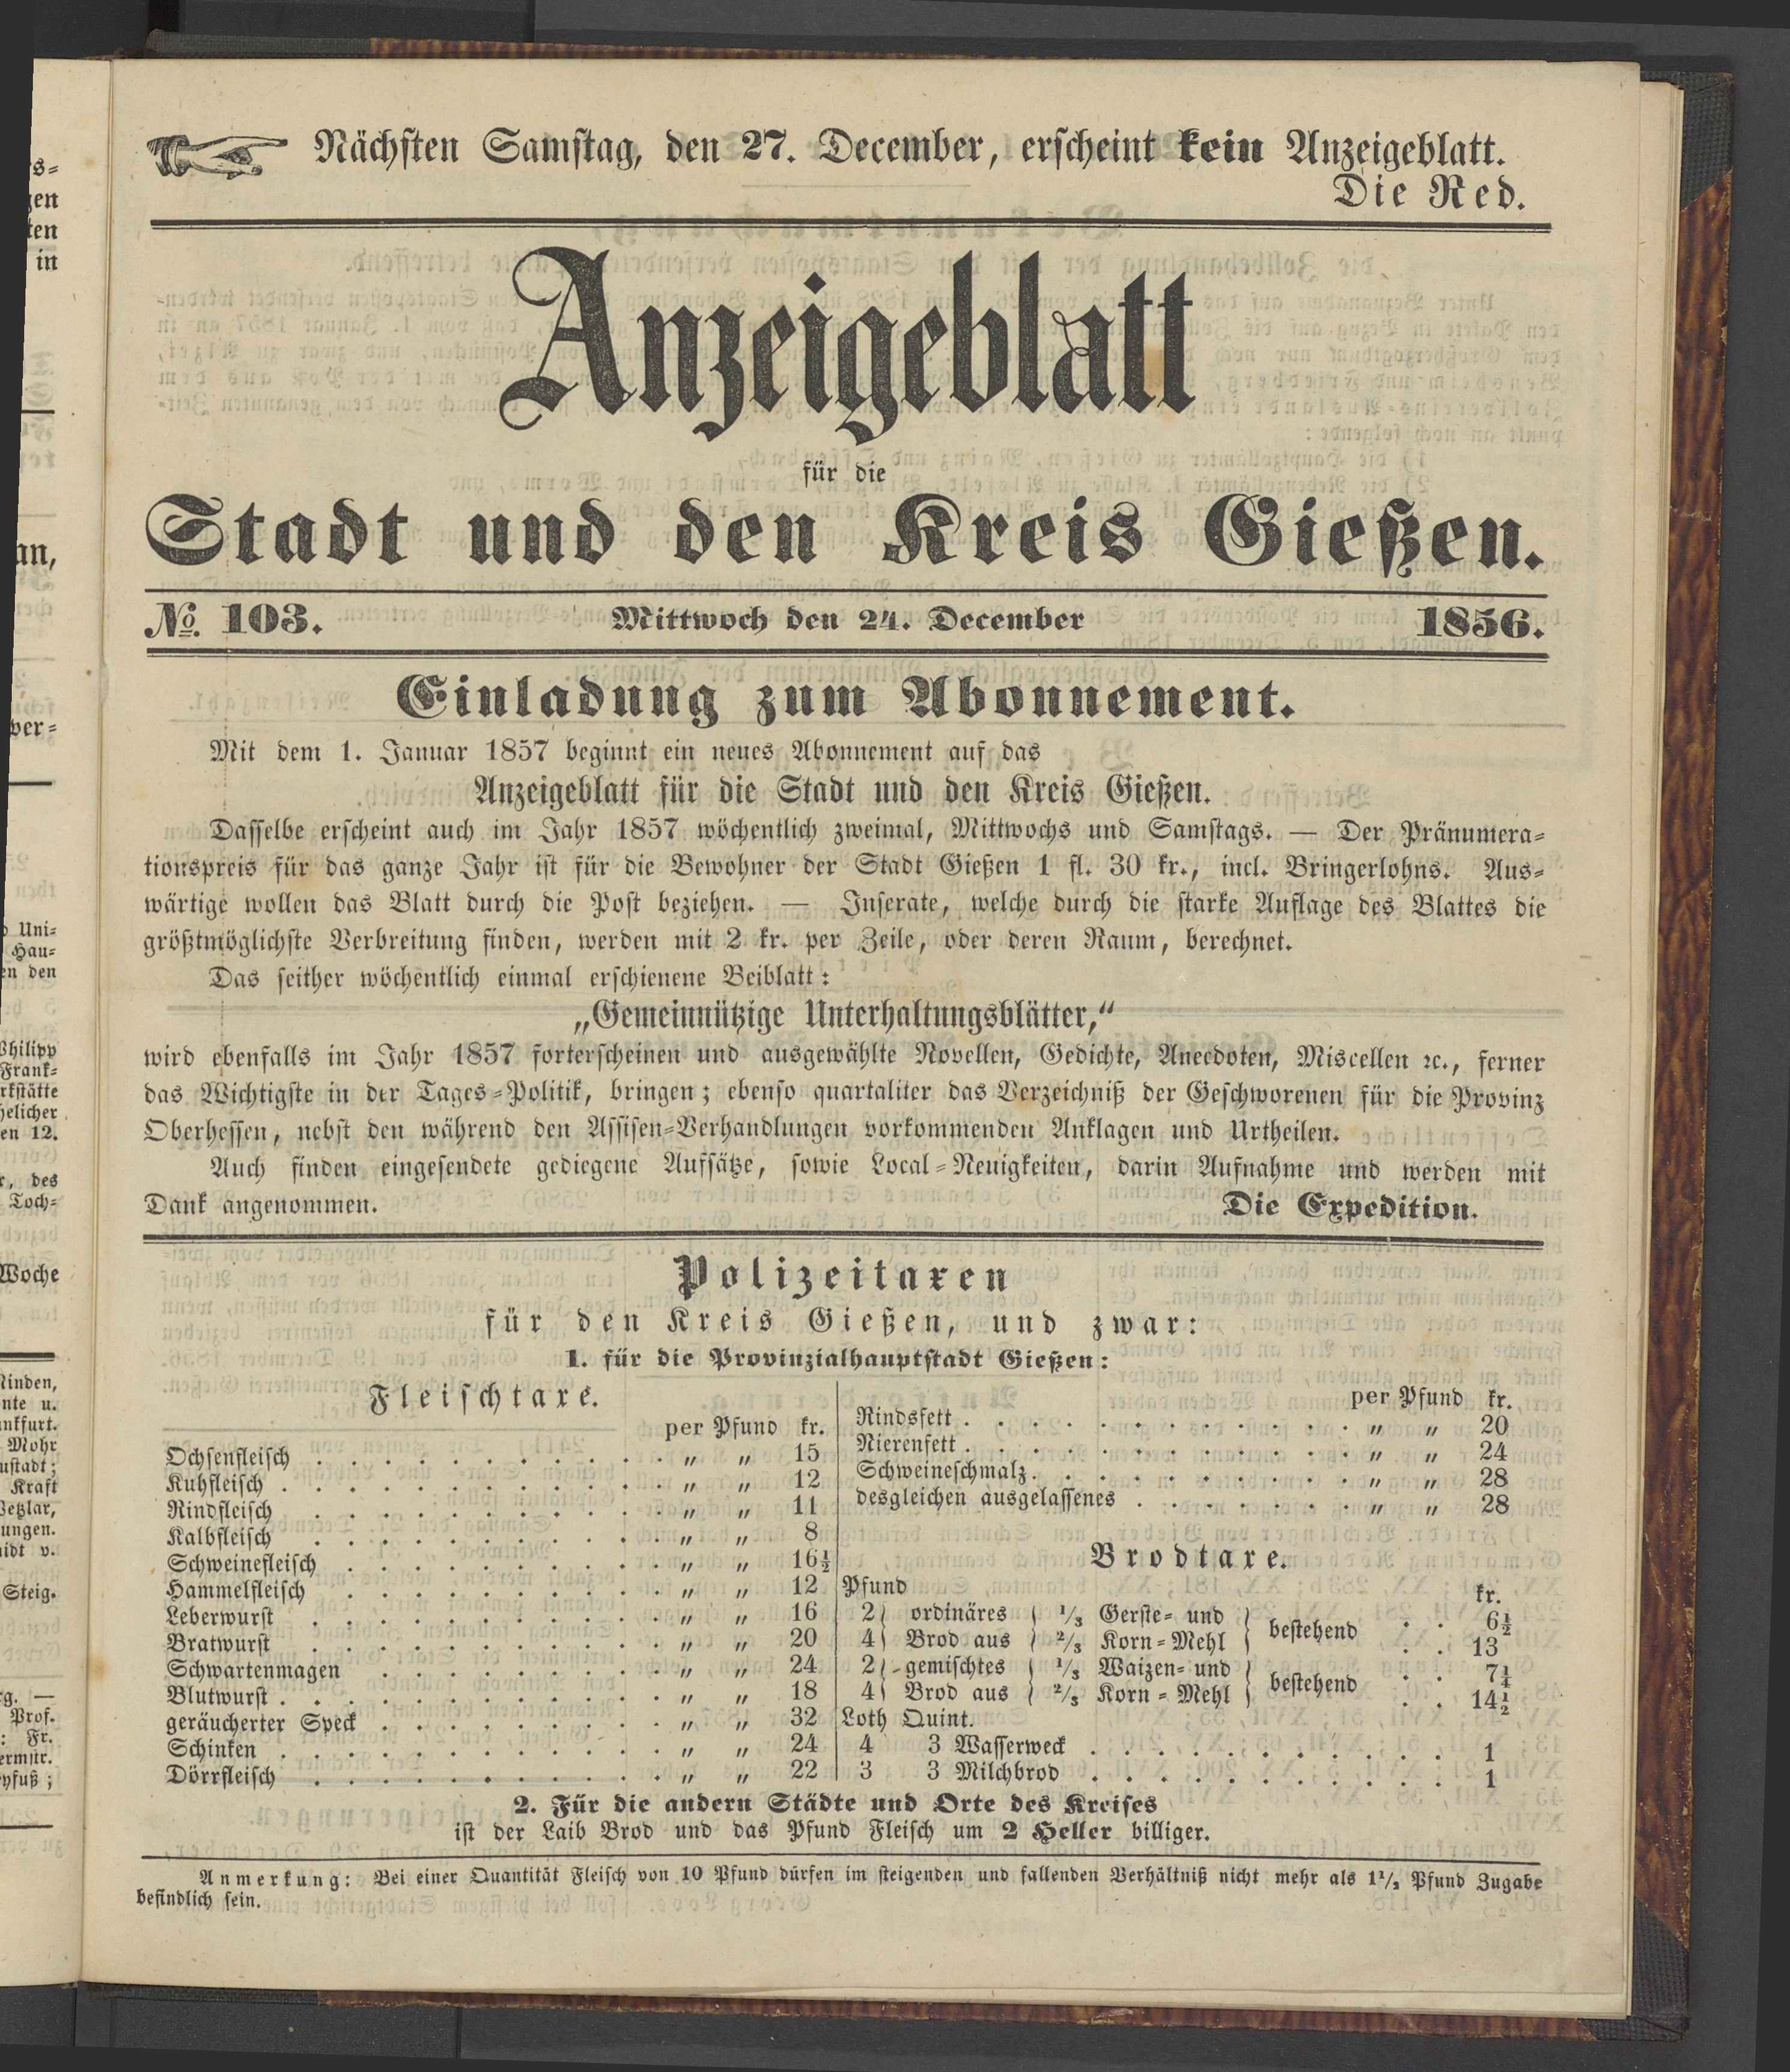 Nächsten Samstag, den 27. December, erscheint kein Anzeigeblatt.
Die Red.
Anzeigeblatt
für die
Stadt und den Kreis Gießen.
No. 103. Mittwoch den 24. December 1856.
Einladung zum Abonnement.
Mit dem 1. Januar 1857 beginnt ein neues Abonnement auf das
Anzeigeblatt für die Stadt und den Kreis Gießen.
Dasselbe erscheint auch im Jahr 1857 wöchentlich zweimal, Mittwochs und Samstags. — Der Pränumera-
tionspreis für das ganze Jahr ist für die Bewohner der Stadt Gießen 1 fl. 30 kr., incl. Bringerlohns. Aus-
wärtige wollen das Blatt durch die Post beziehen. — Inserate, welche durch die starke Auflage des Blattes die
größtmöglichste Verbreitung finden, werden mit 2 kr. per Zeile, oder deren Raum, berechnet.
Das seither wöchentlich einmal erschienene Beiblatt:
„Gemeinnützige Unterhaltungsblätter,“
wird ebenfalls im Jahr 1857 forterscheinen und ausgewählte Novellen, Gedichte, Anecdoten, Miscellen ꝛc., ferner
das Wichtigste in der Tages-Politik, bringen; ebenso quartaliter das Verzeichniß der Geschworenen für die Provinz
Oberhessen, nebst den während den Assisen-Verhandlungen vorkommenden Anklagen und Urtheilen.
Auch finden eingesendete gediegene Aufsätze, sowie Local-Neuigkeiten, darin Aufnahme und werden mit
Dank angenommen. Die Expedition.
Polizeitaxen
für den Kreis Gießen, und zwar:
1. für die Provinzialhauptstadt Gießen:
Fleischtaxe.
per Pfund kr.
Ochsenfleisch . . . . . . . . . . . „ „ 15
Kuhfleisch . . . . . . . . . . . . „ „ 12
Rindfleisch . . . . . . . . . . . „ „ 11
Kalbfleisch . . . . . . . . . . . „ „ 8
Schweinefleisch . . . . . . . . . . „ „ 16½
Hammelfleisch . . . . . . . . . . „ „ 12
Leberwurst . . . . . . . . . . . „ „ 16
Bratwurst . . . . . . . . . . . „ „ 20
Schwartenmagen . . . . . . . . . „ „ 24
Blutwurst . . . . . . . . . . . . „ „ 18
geräucherter Speck . . . . . . . . . „ „ 32
Schinken . . . . . . . . . . . . „ „ 24
Dörrfleisch . . . . . . . . . . . „ „ 22
per Pfund kr.
Rindsfett . . . . . . . . . . . . „ „ 20
Nierenfett . . . . . . . . . . . . „ „ 24
Schweineschmalz . . . . . . . . . . „ „ 28
desgleichen ausgelassenes . . . . . . . „ „ 28
Brodtaxe.
Pfund kr.
2) ordinäres ( 1/3 Gerste- und ) bestehend . . 6½
4) Brod aus ( 2/3 Korn-Mehl ) . . 13
2) gemischtes ( 1/3 Waizen- und ) bestehend . . 7¼
4) Brod aus ( 2/3 Korn-Mehl ) . . 14½
Loth Quint.
4 3 Wasserweck . . . . . . . . . . . 1
3 3 Milchbrod . . . . . . . . . . . 1
2. Für die andern Städte und Orte des Kreises
ist der Laib Brod und das Pfund Fleisch um 2 Heller billiger.
Anmerkung: Bei einer Quantität Fleisch von 10 Pfund dürfen im steigenden und fallenden Verhältniß nicht mehr als 1½ Pfund Zugabe
befindlich sein.